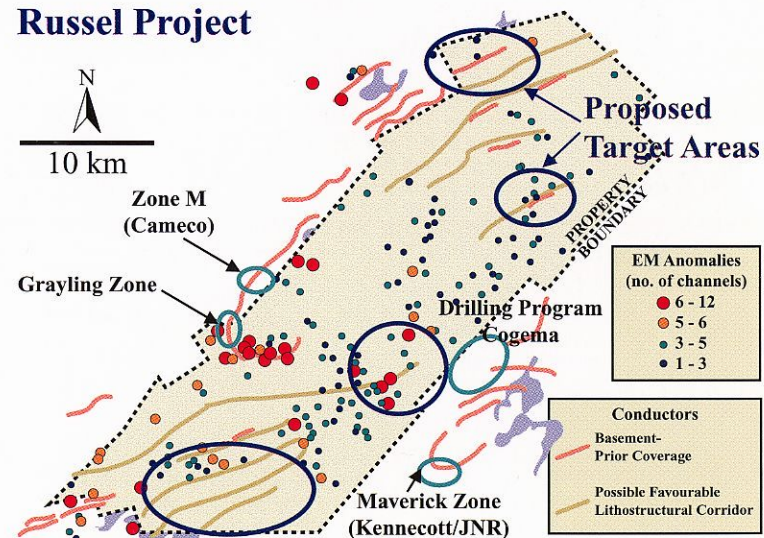 Russel Project
N
10 km
Proposed
Target Areas
Zone M
(Cameco)
Grayling Zone
PROPERTY
BOUNDARY
Drilling Program
Cogema
EM Anomalies
(no. of channels)
6 - 12
5 - 6
3 - 5
1 - 3
Maverick Zone
(Kennecott/JNR)
Conductors
Basement-
Prior Coverage
Possible Favourable
Lithostructural Corridor